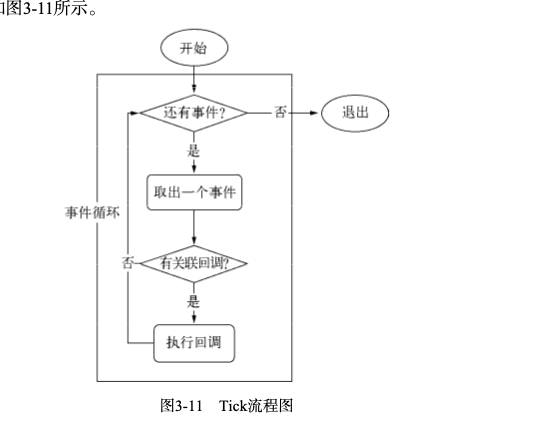 如图3-11所示。
开始
还有事件?
否
退出
是
取出一个事件
事件循环
否
有关联回调?
是
执行回调
图3-11 Tick流程图